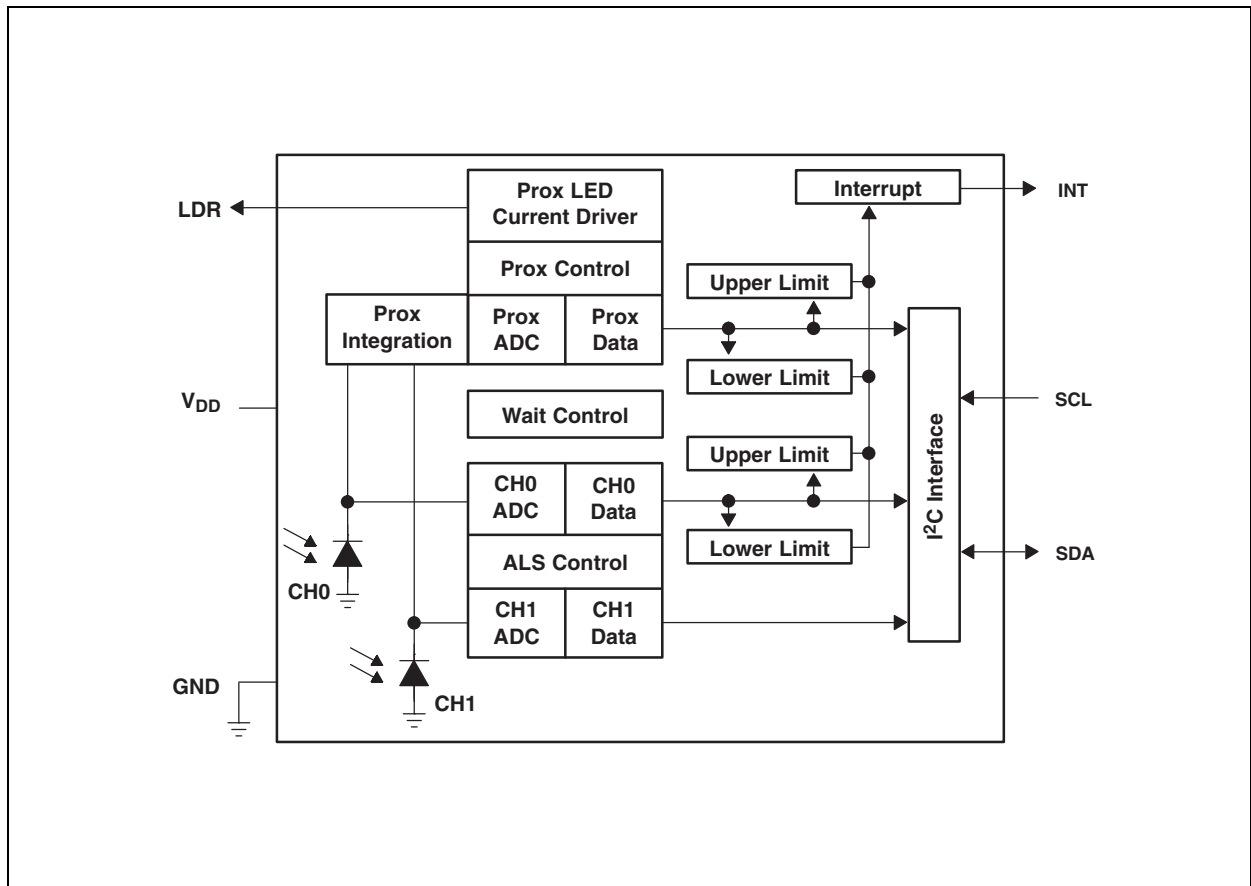 Prox LED
Current Driver
Interrupt
LDR
INT
Prox Control
Upper Limit
Prox
Integration
Prox
ADC
Prox
Data
Lower Limit
VDD
Wait Control
SCL
Upper Limit
CH0
ADC
CH0
Data
I²C Interface
Lower Limit
SDA
ALS Control
CH0
CH1
ADC
CH1
Data
GND
CH1